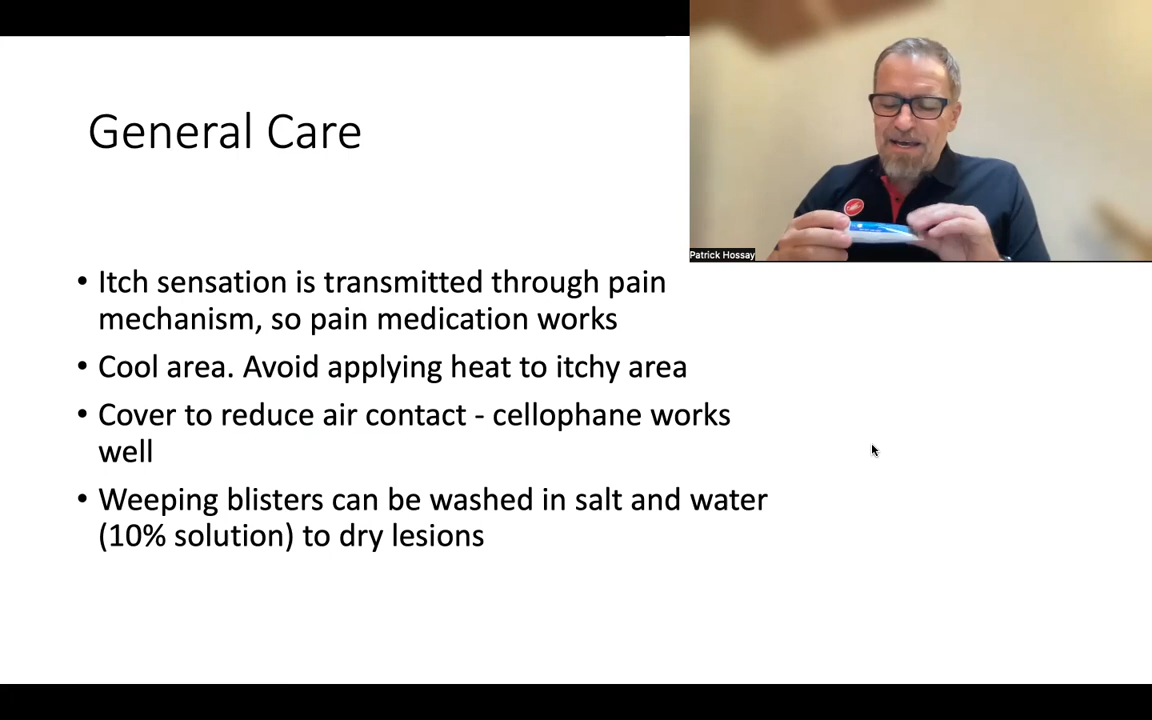 General Care
Patrick Hossay
• Itch sensation is transmitted through pain
mechanism, so pain medication works
• Cool area. Avoid applying heat to itchy area
• Cover to reduce air contact - cellophane works
well
• Weeping blisters can be washed in salt and water
(10% solution) to dry lesions